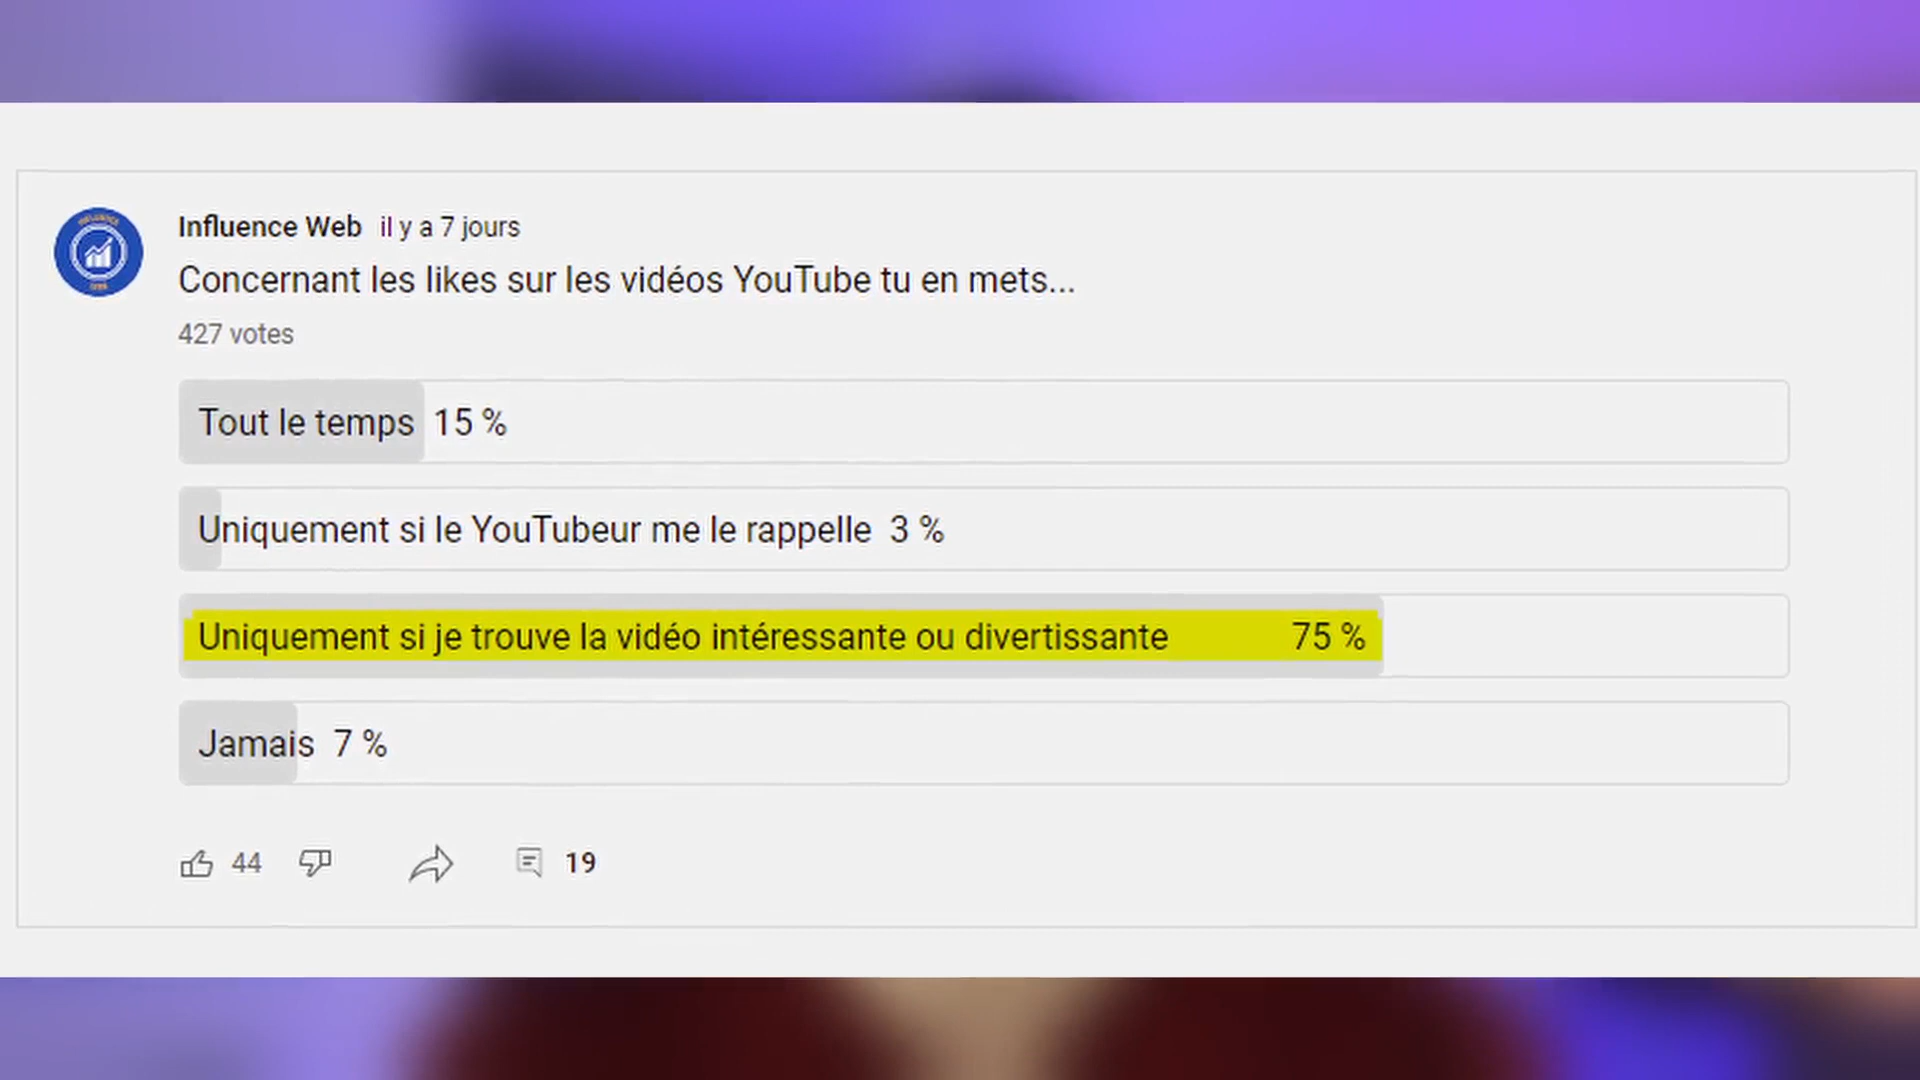 Influence Web il y a 7 jours
Concernant les likes sur les vidéos YouTube tu en mets...
427 votes
Tout le temps 15 %
Uniquement si le YouTubeur me le rappelle 3 %
Uniquement si je trouve la vidéo intéressante ou divertissante 75 %
Jamais 7 %
44 19